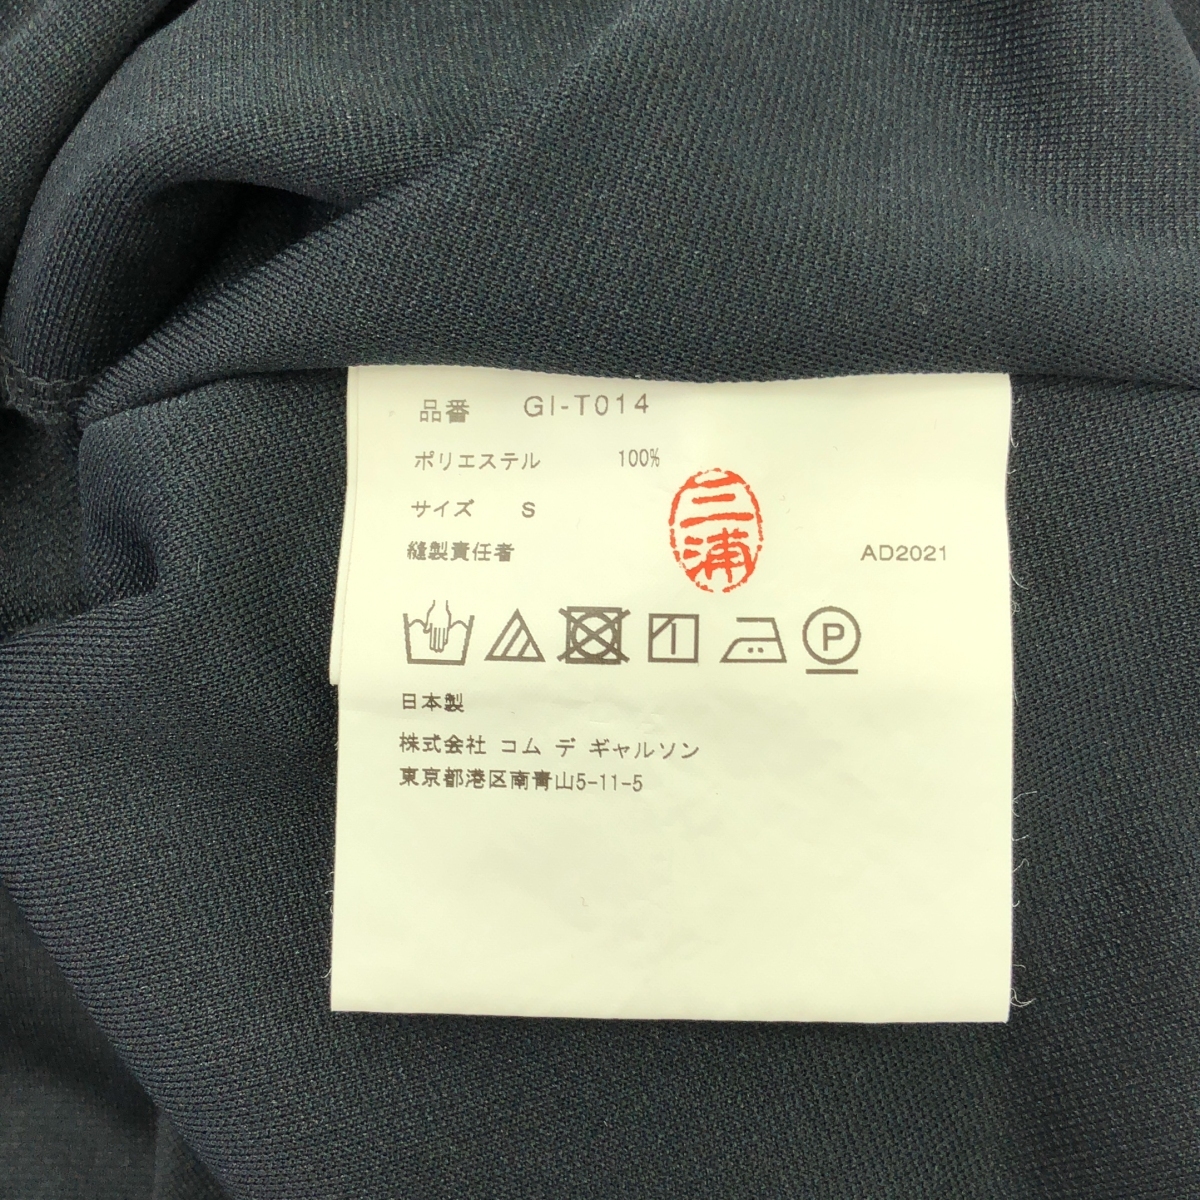 品番 GI-T014
ポリエステル 100%
サイズ S
三浦
縫製責任者 AD2021
P
日本製
株式会社 コム デ ギャルソン
東京都港区南青山5-11-5